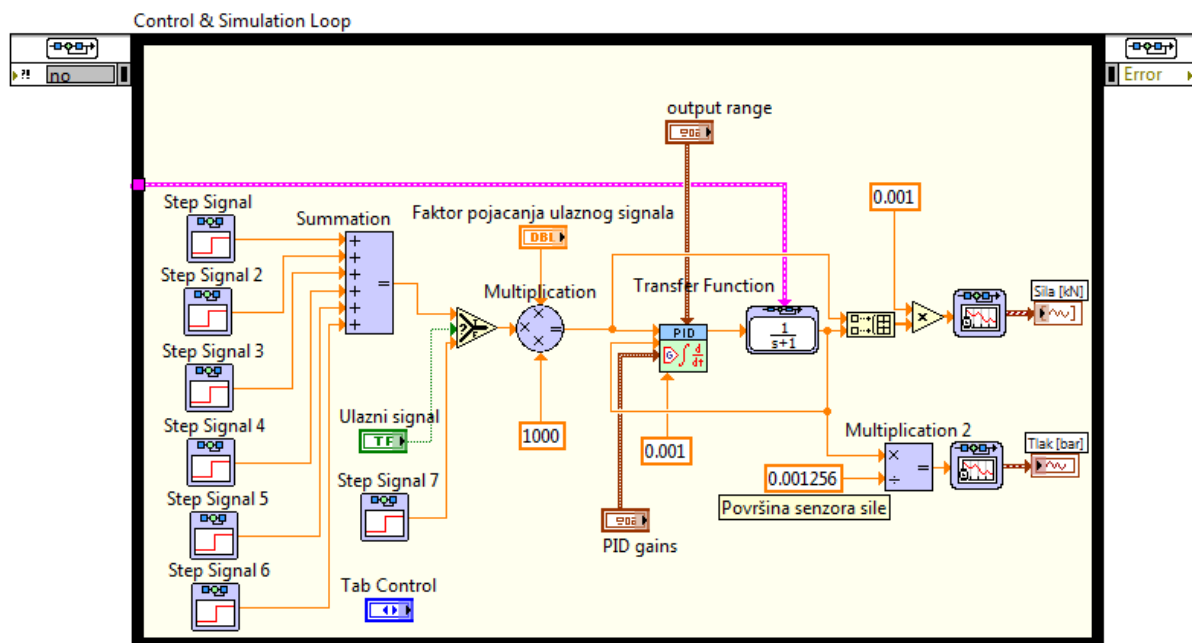 Control & Simulation Loop
?! no
Error
output range
Step Signal
Summation
Faktor pojacanja ulaznog signala
0.001
DBL
Step Signal 2
Multiplication
Transfer Function
Sila [kN]
PID
1
s+1
G
d
dt
Step Signal 3
?
F
Ulazni signal
TF
1000
0.001
Multiplication 2
Tlak [bar]
Step Signal 4
Step Signal 7
0.001256
Površina senzora sile
Step Signal 5
PID gains
Step Signal 6
Tab Control